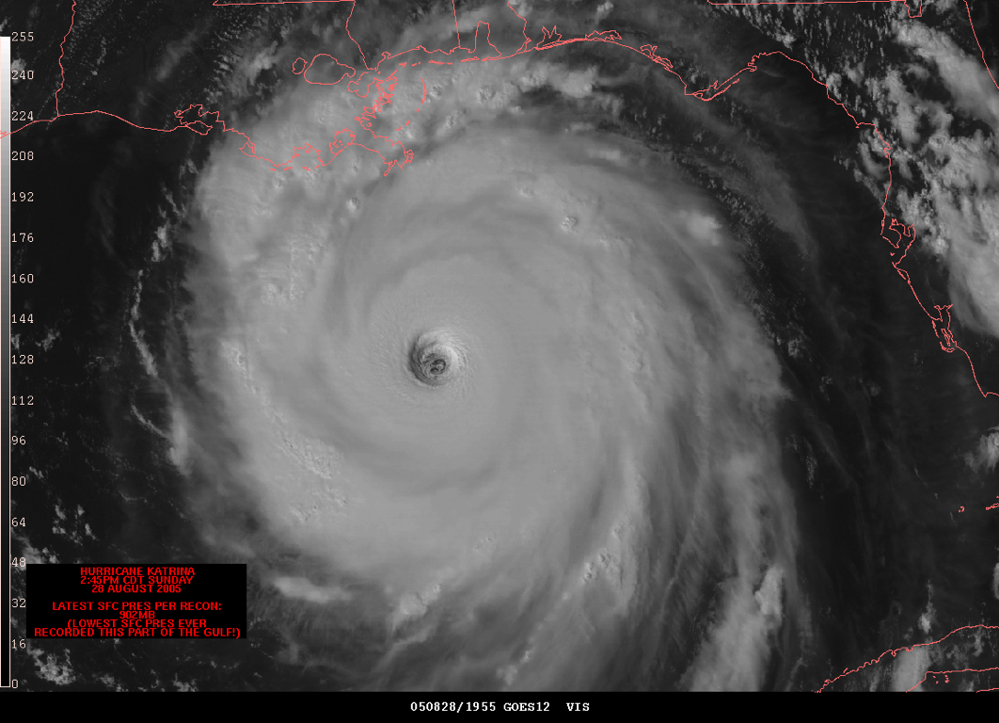 255
240
224
208
192
176
160
144
128
112
96
80
64
48
32
16
0
HURRICANE KATRINA
2:45PM CDT SUNDAY
28 AUGUST 2005
LATEST SFC PRES PER RECON:
902MB
(LOWEST SFC PRES EVER
RECORDED THIS PART OF THE GULF!)
050828/1955 GOES12 VIS